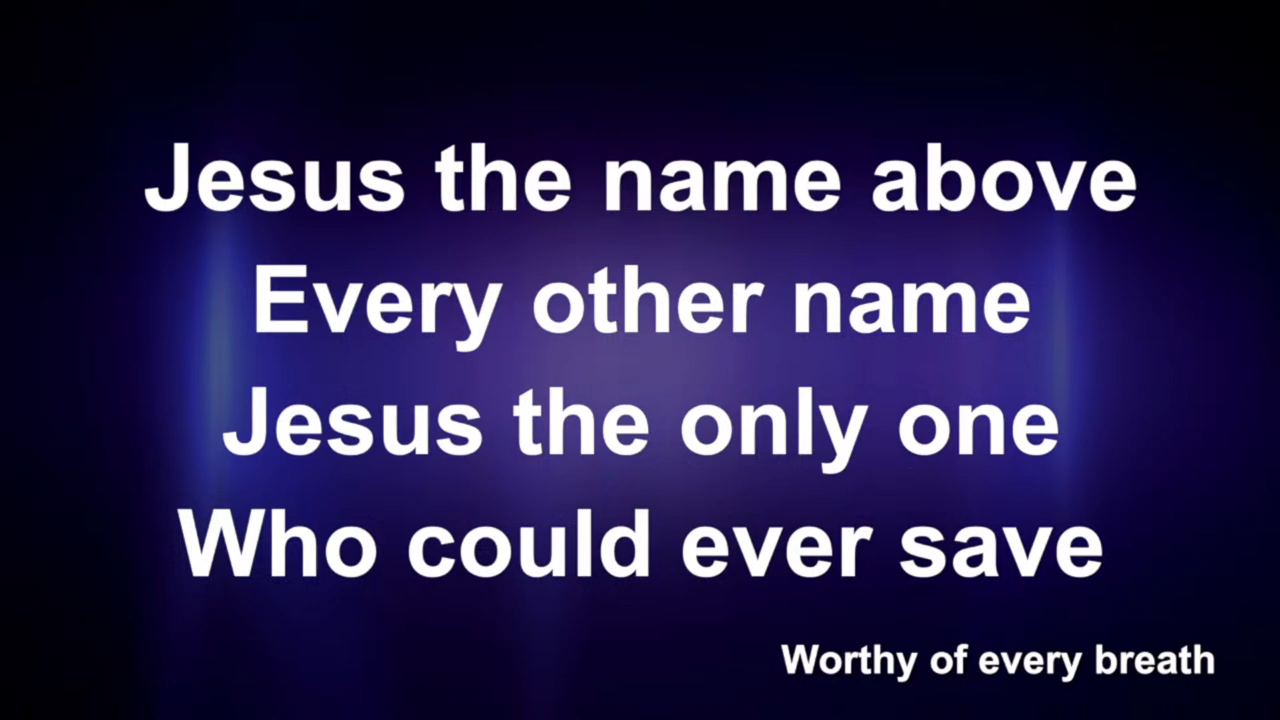 Jesus the name above
Every other name
Jesus the only one
Who could ever save
Worthy of every breath